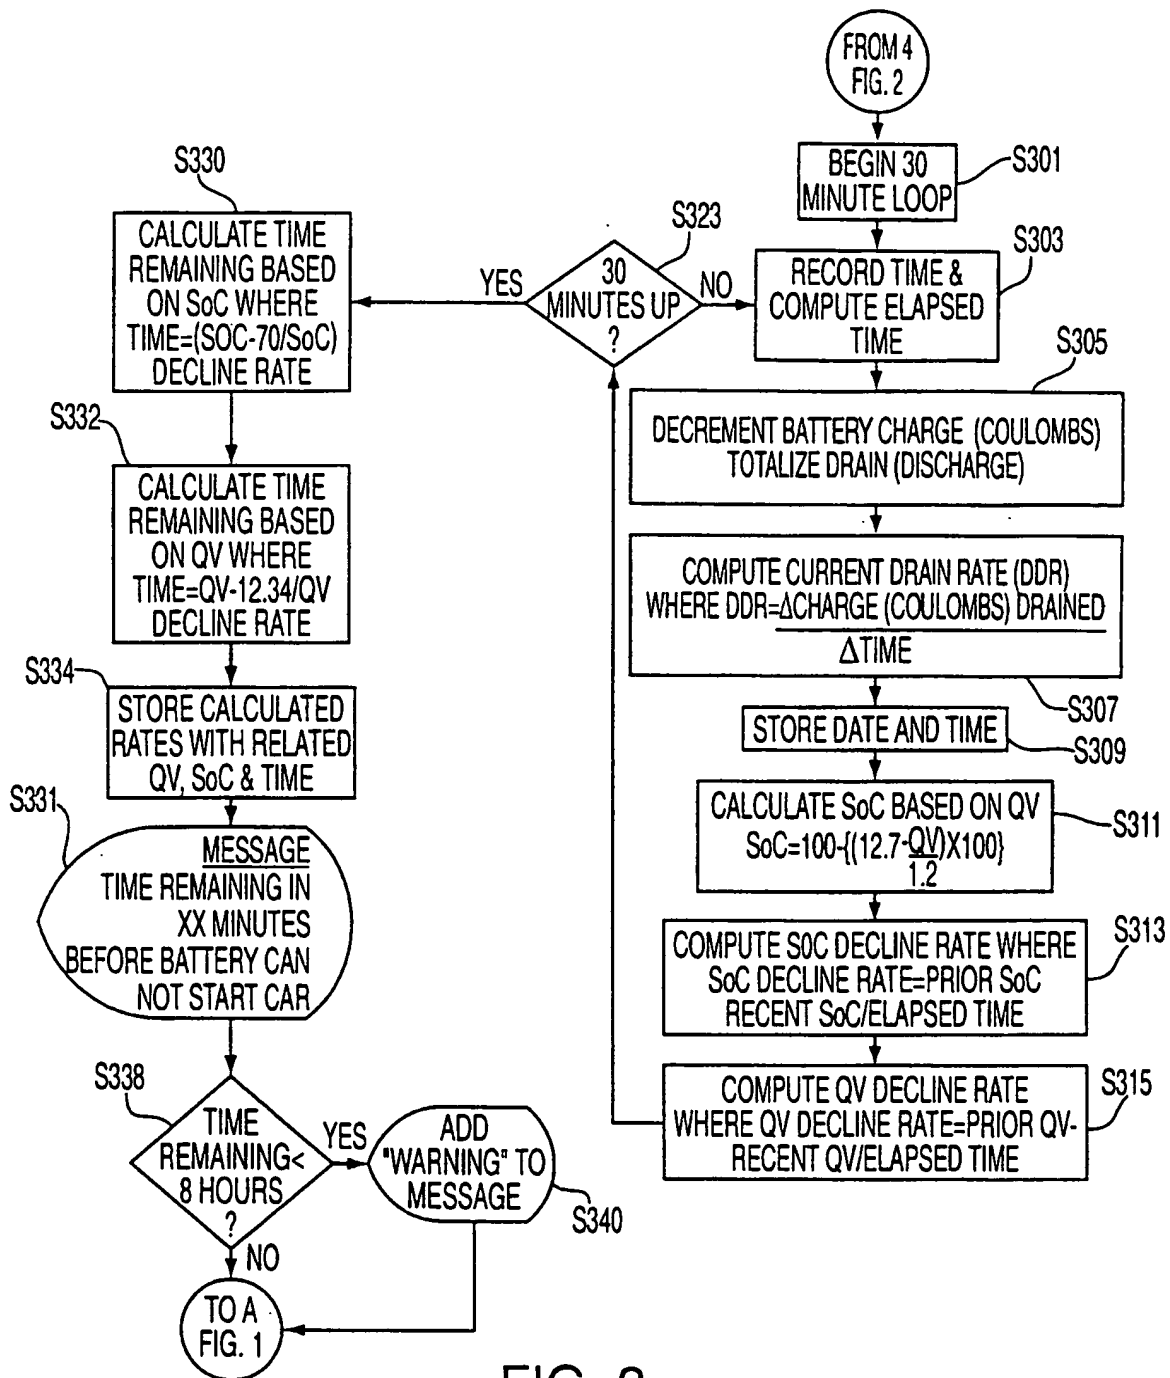 FROM 4
FIG. 2
BEGIN 30
MINUTE LOOP
S301
RECORD TIME &
COMPUTE ELAPSED
TIME
S303
DECREMENT BATTERY CHARGE (COULOMBS)
TOTALIZE DRAIN (DISCHARGE)
S305
COMPUTE CURRENT DRAIN RATE (DDR)
WHERE DDR=ΔCHARGE (COULOMBS) DRAINED
ΔTIME
S307
STORE DATE AND TIME
S309
CALCULATE SoC BASED ON QV
SoC=100-{(12.7-QV)X100}
1.2
S311
COMPUTE SOC DECLINE RATE WHERE
SoC DECLINE RATE=PRIOR SoC
RECENT SoC/ELAPSED TIME
S313
COMPUTE QV DECLINE RATE
WHERE QV DECLINE RATE=PRIOR QV-
RECENT QV/ELAPSED TIME
S315
S323
30
MINUTES UP
?
YES
NO
S330
CALCULATE TIME
REMAINING BASED
ON SoC WHERE
TIME=(SOC-70/SoC)
DECLINE RATE
S332
CALCULATE TIME
REMAINING BASED
ON QV WHERE
TIME=QV-12.34/QV
DECLINE RATE
S334
STORE CALCULATED
RATES WITH RELATED
QV, SoC & TIME
S331
MESSAGE
TIME REMAINING IN
XX MINUTES
BEFORE BATTERY CAN
NOT START CAR
S338
TIME
REMAINING<
8 HOURS
?
YES
NO
ADD
"WARNING" TO
MESSAGE
S340
TO A
FIG. 1